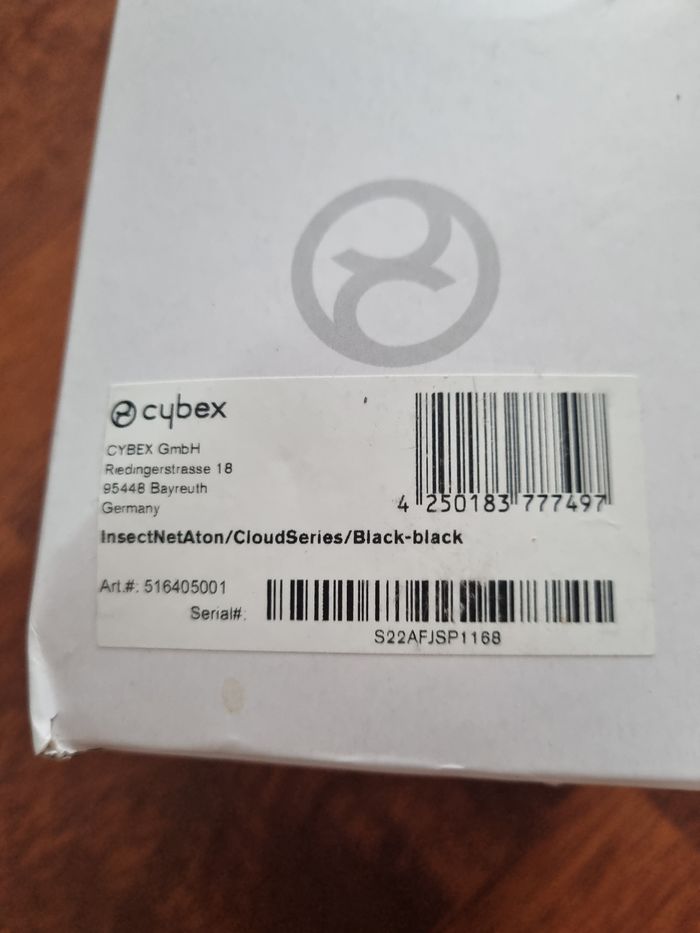 cybex
CYBEX GmbH
Riedingerstrasse 18
95448 Bayreuth
Germany
4 250183 777497
InsectNetAton/CloudSeries/Black-black
Art.#: 516405001
Serial#:
S22AFJSP1168